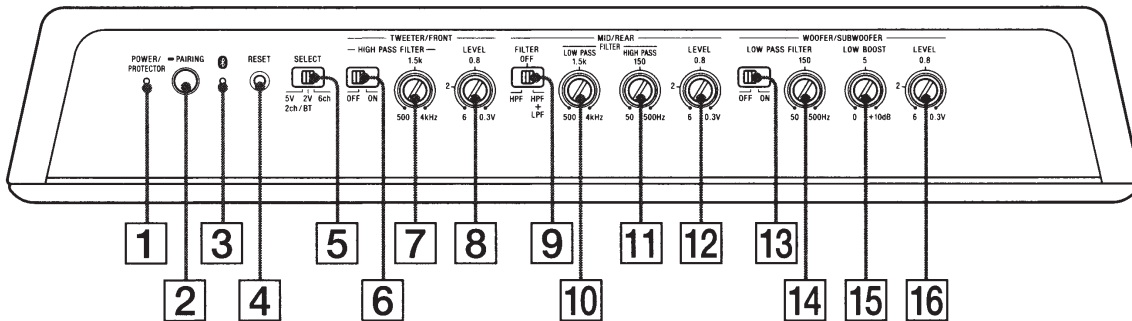 TWEETER/FRONT
MID/REAR
WOOFER/SUBWOOFER
POWER/
PROTECTOR
PAIRING
RESET
SELECT
5V 2V 6ch
2ch/BT
HIGH PASS FILTER
1.5k
OFF ON
500 4kHz
LEVEL
0.8
2
6 0.3V
FILTER
OFF
HPF HPF
+
LPF
FILTER
LOW PASS
1.5k
500 4kHz
HIGH PASS
150
50 500Hz
LEVEL
0.8
2
6 0.3V
LOW PASS FILTER
150
OFF ON
50 500Hz
LOW BOOST
5
0 +10dB
LEVEL
0.8
2
6 0.3V
1
2
3
4
5
6
7
8
9
10
11
12
13
14
15
16